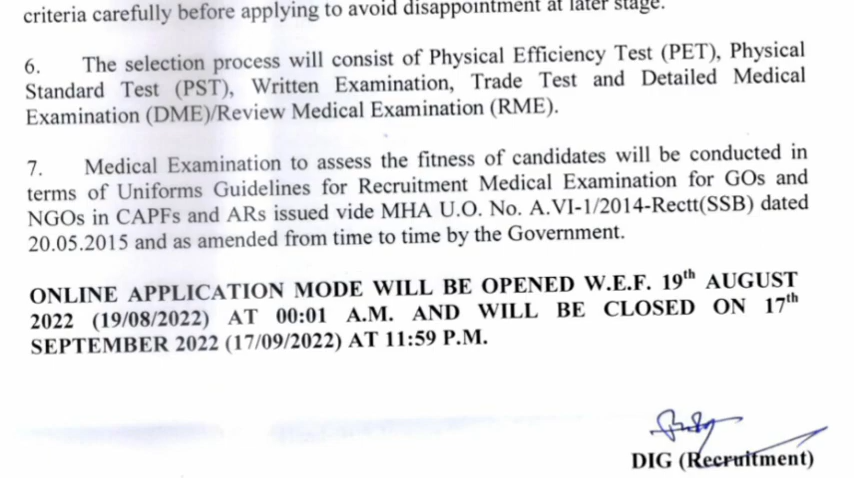 criteria carefully before applying to avoid disappointment at later stage.
6. The selection process will consist of Physical Efficiency Test (PET), Physical
Standard Test (PST), Written Examination, Trade Test and Detailed Medical
Examination (DME)/Review Medical Examination (RME).
7. Medical Examination to assess the fitness of candidates will be conducted in
terms of Uniforms Guidelines for Recruitment Medical Examination for GOs and
NGOs in CAPFs and ARs issued vide MHA U.O. No. A.VI-1/2014-Rectt(SSB) dated
20.05.2015 and as amended from time to time by the Government.
ONLINE APPLICATION MODE WILL BE OPENED W.E.F. 19th AUGUST
2022 (19/08/2022) AT 00:01 A.M. AND WILL BE CLOSED ON 17th
SEPTEMBER 2022 (17/09/2022) AT 11:59 P.M.
DIG (Recruitment)